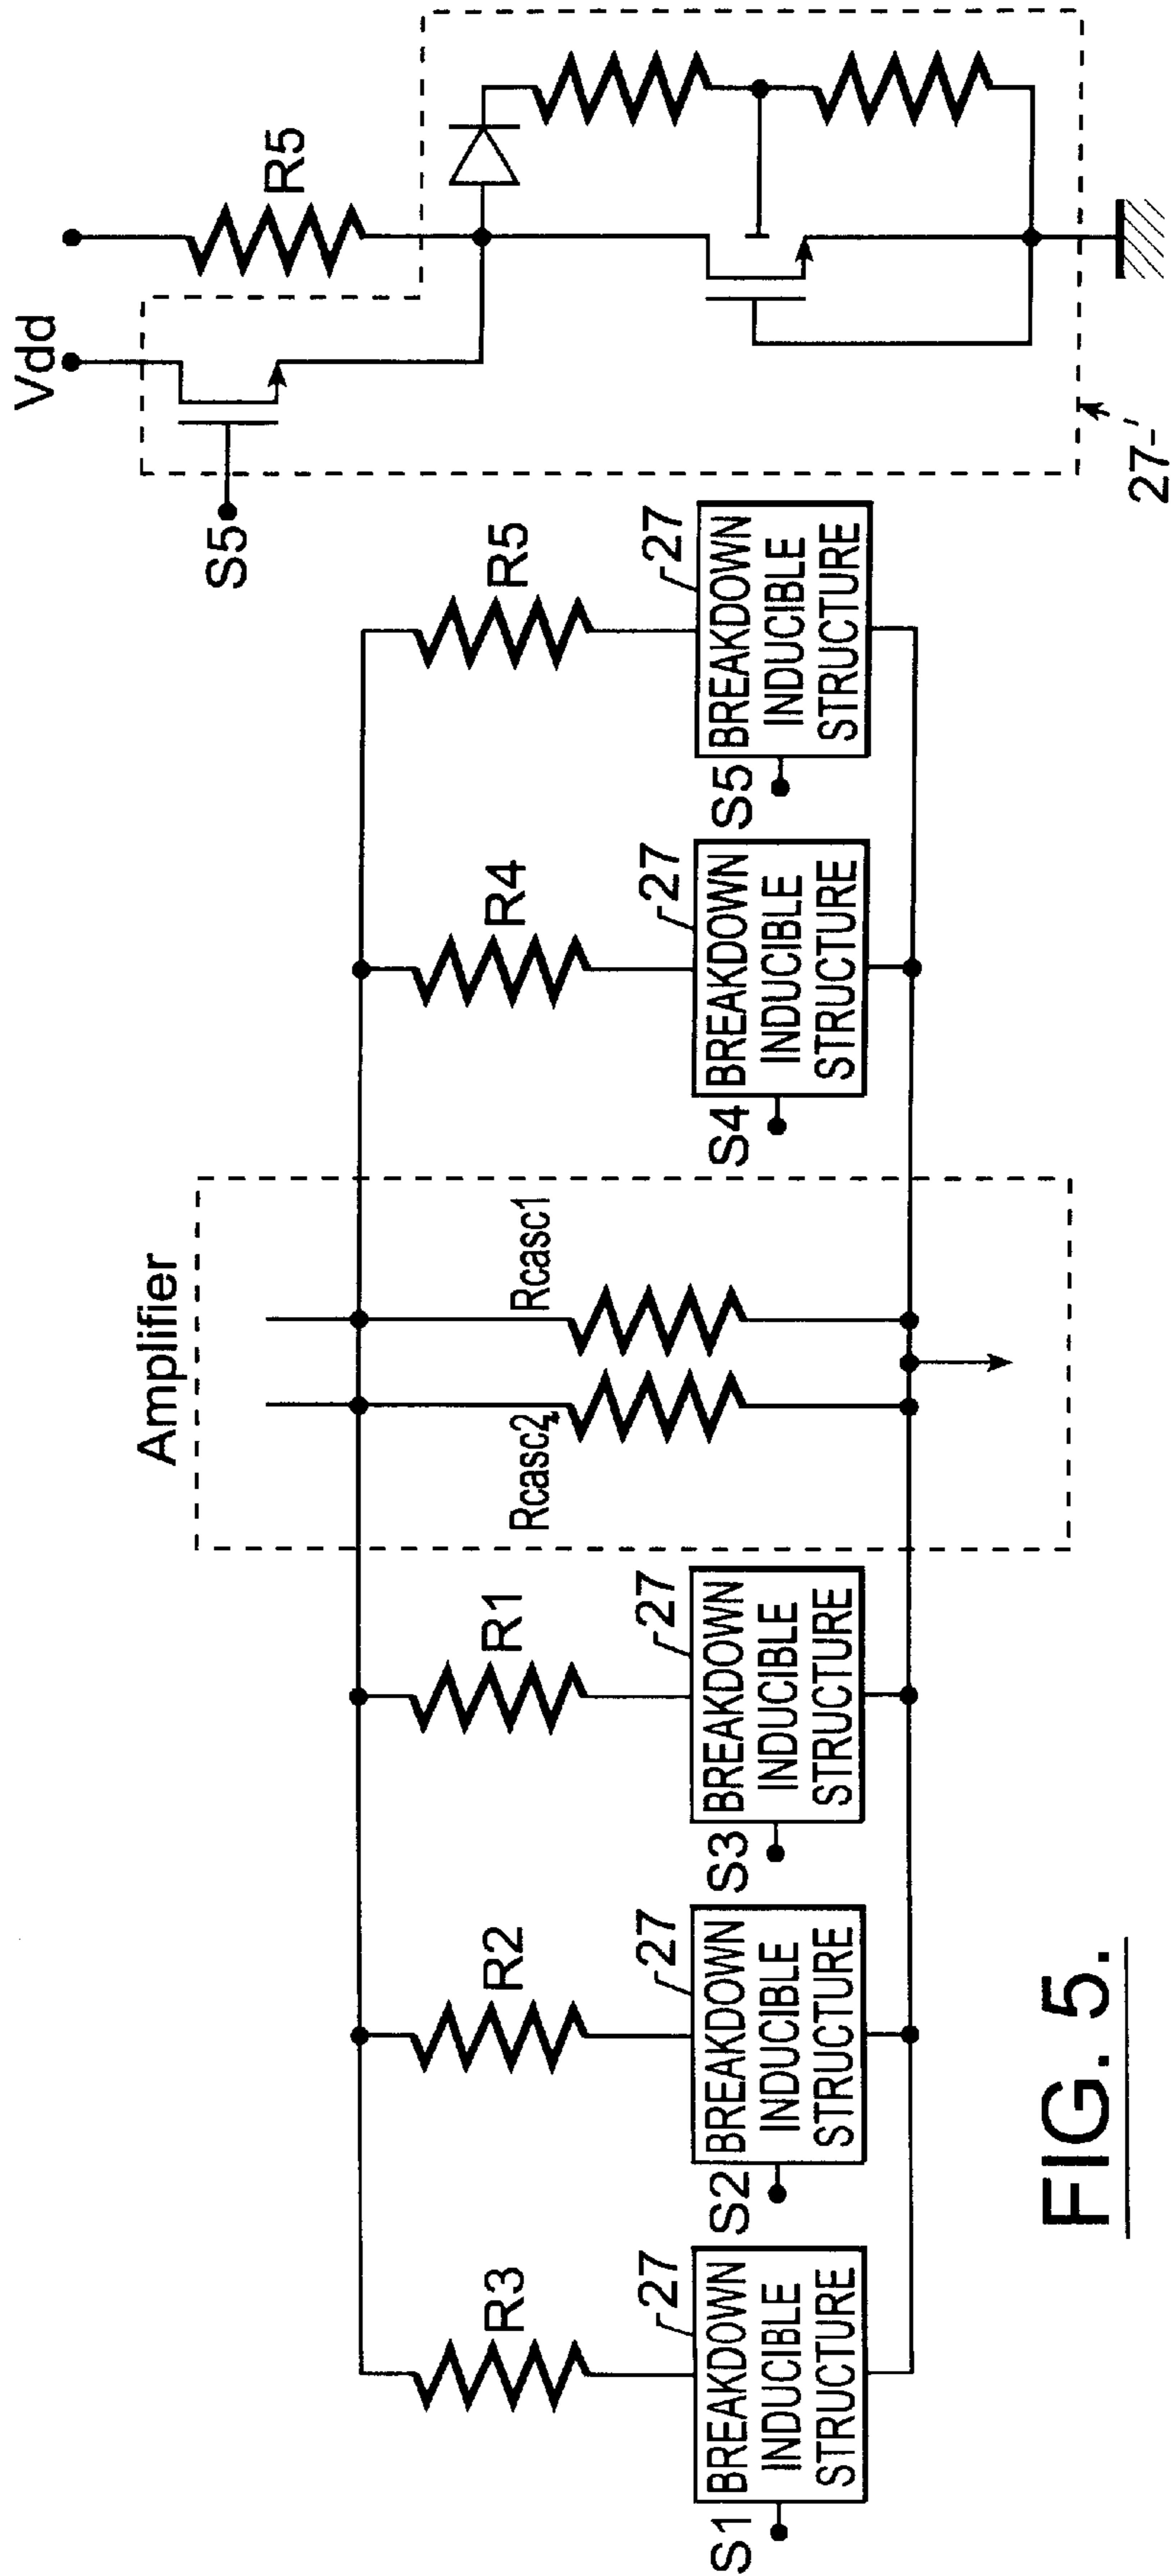 Amplifier
Vdd
R3
R2
R1
Rcasc2
Rcasc1
R4
R5
R5
S5
27
27
27
27
27
S1
BREAKDOWN
INDUCIBLE
STRUCTURE
S2
BREAKDOWN
INDUCIBLE
STRUCTURE
S3
BREAKDOWN
INDUCIBLE
STRUCTURE
S4
BREAKDOWN
INDUCIBLE
STRUCTURE
S5
BREAKDOWN
INDUCIBLE
STRUCTURE
27'
FIG. 5.